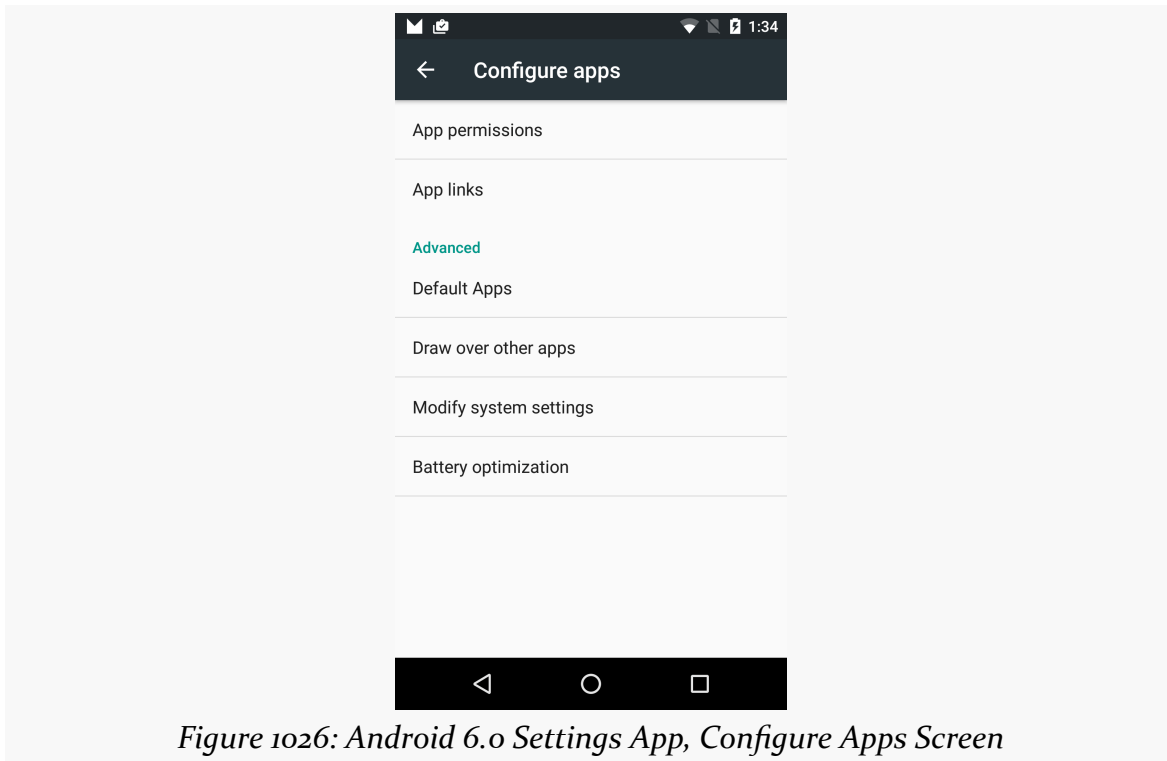 1:34
Configure apps
App permissions
App links
Advanced
Default Apps
Draw over other apps
Modify system settings
Battery optimization
Figure 1026: Android 6.0 Settings App, Configure Apps Screen